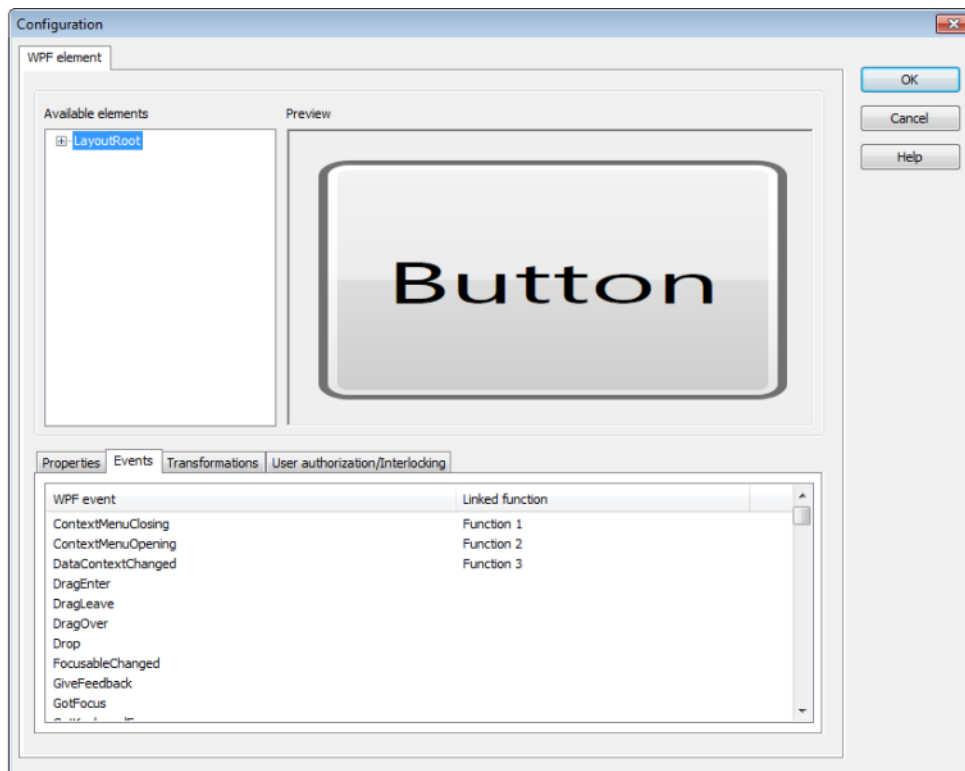 Configuration
WPF element
OK
Available elements
Preview
Cancel
LayoutRoot
Help
Button
Properties
Events
Transformations
User authorization/Interlocking
WPF event
Linked function
ContextMenuClosing
Function 1
ContextMenuOpening
Function 2
DataContextChanged
Function 3
DragEnter
DragLeave
DragOver
Drop
FocusableChanged
GiveFeedback
GotFocus